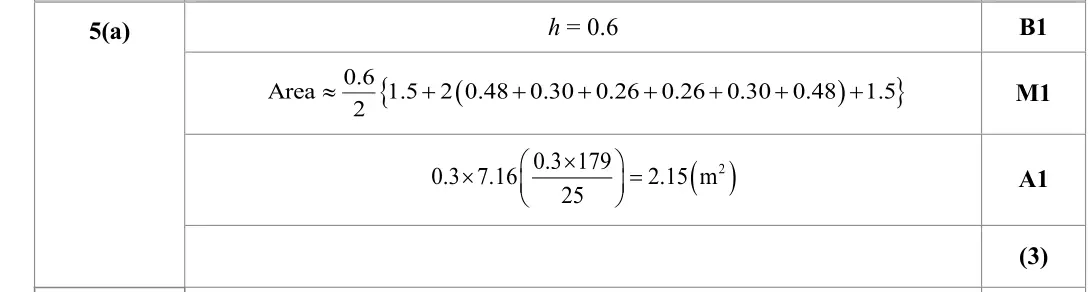 5(a)
h = 0.6
B1
Area ≈ 0.6/2 {1.5 + 2(0.48 + 0.30 + 0.26 + 0.26 + 0.30 + 0.48) + 1.5}
M1
0.3 × 7.16 (0.3 × 179 / 25) = 2.15 (m²)
A1
(3)